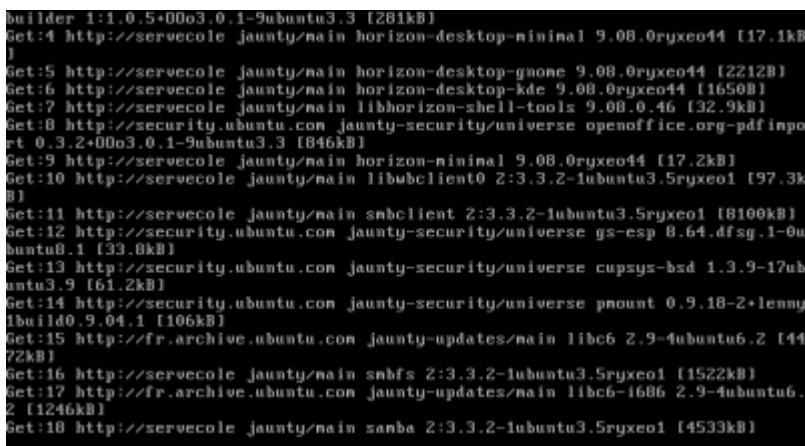 builder 1:1.0.5+OOo3.0.1-9ubuntu3.3 [281kB]
Get:4 http://servecole jaunty/main horizon-desktop-minimal 9.08.0ryxeo44 [17.1kB
]
Get:5 http://servecole jaunty/main horizon-desktop-gnome 9.08.0ryxeo44 [2212B]
Get:6 http://servecole jaunty/main horizon-desktop-kde 9.08.0ryxeo44 [1650B]
Get:7 http://servecole jaunty/main libhorizon-shell-tools 9.08.0.46 [32.9kB]
Get:8 http://security.ubuntu.com jaunty-security/universe openoffice.org-pdfimpo
rt 0.3.2+OOo3.0.1-9ubuntu3.3 [846kB]
Get:9 http://servecole jaunty/main horizon-minimal 9.08.0ryxeo44 [17.2kB]
Get:10 http://servecole jaunty/main libwbclient0 2:3.3.2-1ubuntu3.5ryxeo1 [97.3k
B]
Get:11 http://servecole jaunty/main smbclient 2:3.3.2-1ubuntu3.5ryxeo1 [8100kB]
Get:12 http://security.ubuntu.com jaunty-security/universe gs-esp 8.64.dfsg.1-0u
buntu8.1 [33.8kB]
Get:13 http://security.ubuntu.com jaunty-security/universe cupsys-bsd 1.3.9-17ub
untu3.9 [61.2kB]
Get:14 http://security.ubuntu.com jaunty-security/universe pmount 0.9.18-2+lenny
1build0.9.04.1 [106kB]
Get:15 http://fr.archive.ubuntu.com jaunty-updates/main libc6 2.9-4ubuntu6.2 [44
72kB]
Get:16 http://servecole jaunty/main smbfs 2:3.3.2-1ubuntu3.5ryxeo1 [1522kB]
Get:17 http://fr.archive.ubuntu.com jaunty-updates/main libc6-i686 2.9-4ubuntu6.
2 [1246kB]
Get:18 http://servecole jaunty/main samba 2:3.3.2-1ubuntu3.5ryxeo1 [4533kB]